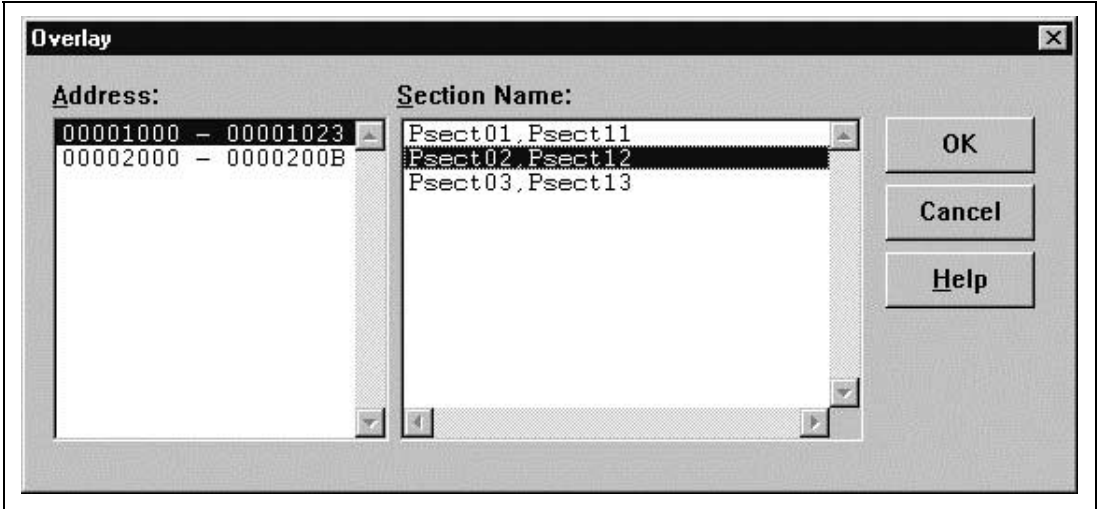 Overlay
Address:
Section Name:
00001000 – 00001023
00002000 – 0000200B
Psect01,Psect11
Psect02,Psect12
Psect03,Psect13
OK
Cancel
Help